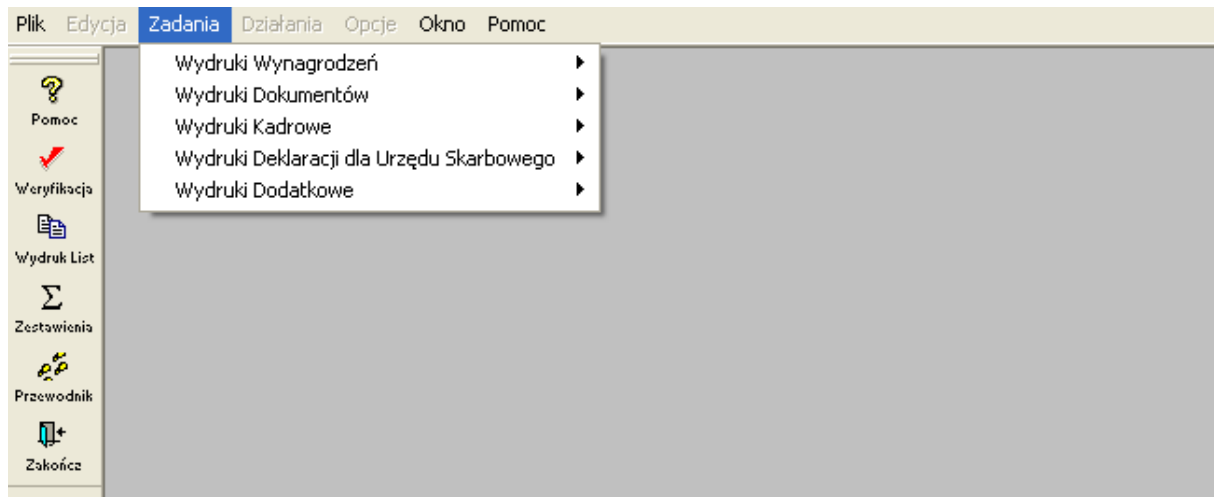 Plik Edycja Zadania Działania Opcje Okno Pomoc
Wydruki Wynagrodzeń
Wydruki Dokumentów
Wydruki Kadrowe
Wydruki Deklaracji dla Urzędu Skarbowego
Wydruki Dodatkowe
Pomoc
Weryfikacja
Wydruk List
Zestawienia
Przewodnik
Zakończ